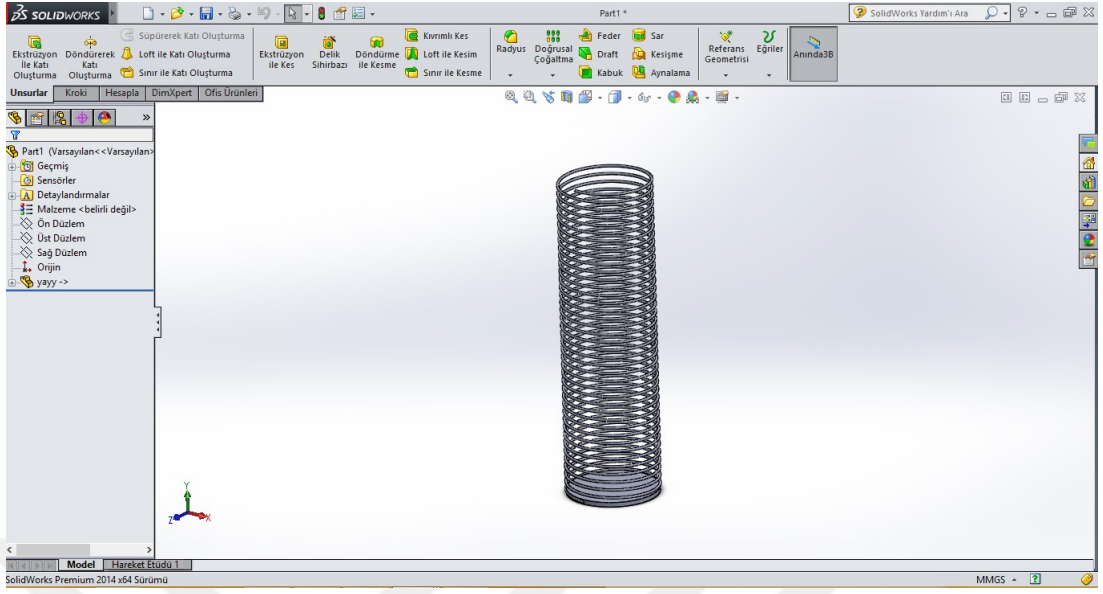 SOLIDWORKS
Part1 *
SolidWorks Yardım'ı Ara
Ekstrüzyon
İle Katı
Oluşturma
Döndürerek
Katı
Oluşturma
Süpürerek Katı Oluşturma
Loft ile Katı Oluşturma
Sınır ile Katı Oluşturma
Ekstrüzyon
ile Kes
Delik
Sihirbazı
Döndürme
ile Kesme
Kıvrımlı Kes
Loft ile Kesim
Sınır ile Kesme
Radyus
Doğrusal
Çoğaltma
Feder
Draft
Kabuk
Sar
Kesişme
Aynalama
Referans
Geometrisi
Eğriler
Anında3B
Unsurlar
Kroki
Hesapla
DimXpert
Ofis Ürünleri
Part1 (Varsayılan<<Varsayılan>
Geçmiş
Sensörler
Detaylandırmalar
Malzeme <belirli değil>
Ön Düzlem
Üst Düzlem
Sağ Düzlem
Orijin
yayy ->
Y
Z
X
Model
Hareket Etüdü 1
SolidWorks Premium 2014 x64 Sürümü
MMGS